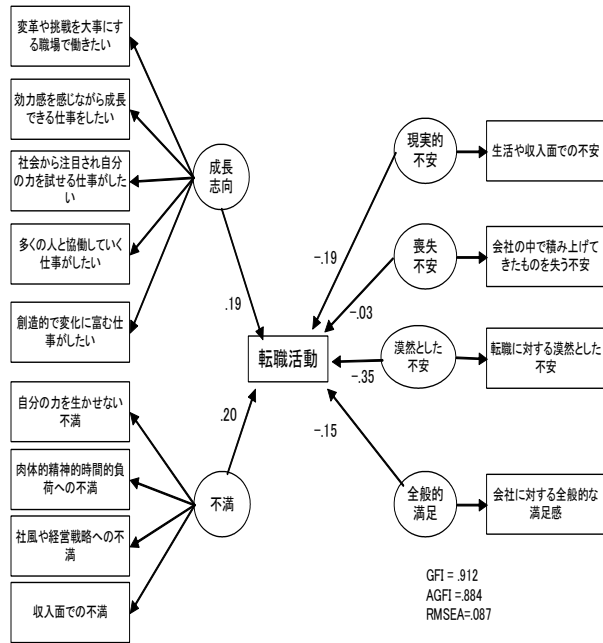 変革や挑戦を大事にす
る職場で働きたい
効力感を感じながら成長
できる仕事をしたい
社会から注目され自分
の力を試せる仕事がした
い
多くの人と協働していく
仕事がしたい
創造的で変化に富む仕
事がしたい
成長
志向
.19
自分の力を生かせない
不満
肉体的精神的時間的負
荷への不満
社風や経営戦略への不
満
収入面での不満
不満
.20
転職活動
現実的
不安
生活や収入面での不安
-.19
喪失
不安
会社の中で積み上げて
きたものを失う不安
-.03
漠然とした
不安
転職に対する漠然とした
不安
-.35
-.15
全般的
満足
会社に対する全般的な
満足感
GFI = .912
AGFI = .884
RMSEA=.087